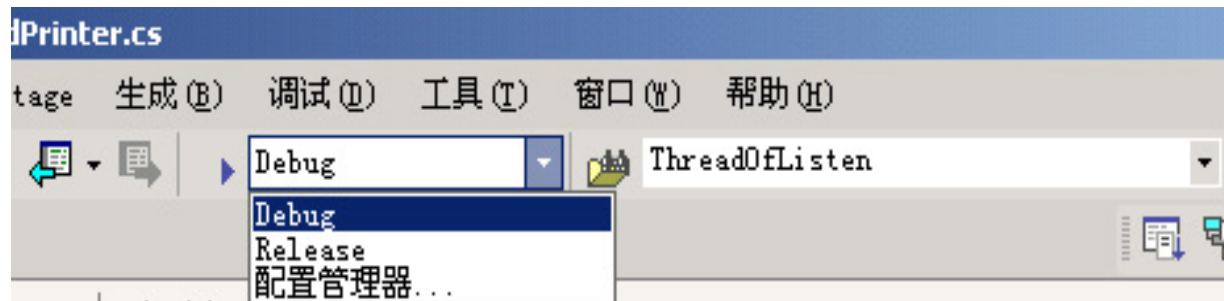 dPrinter.cs
tage 生成(B) 调试(D) 工具(T) 窗口(W) 帮助(H)
Debug ThreadOfListen
Debug
Release
配置管理器...